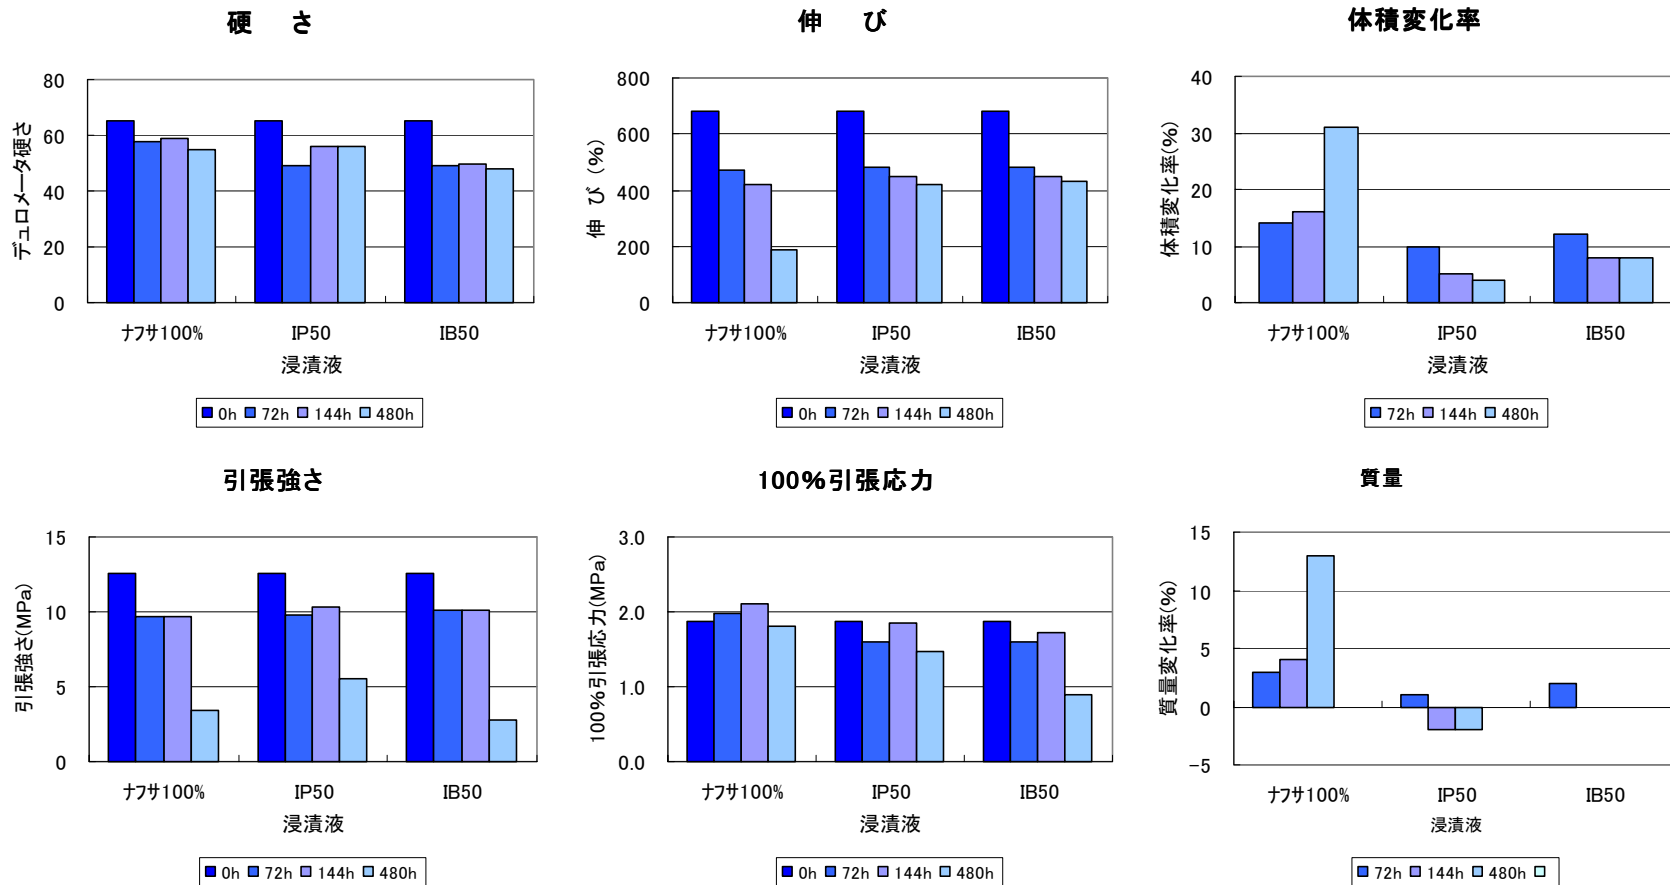 硬 さ
80
60
40
20
0
デュロメータ硬さ
ナフサ100% IP50 IB50
浸漬液
0h 72h 144h 480h
伸 び
800
600
400
200
0
伸 び (%)
ナフサ100% IP50 IB50
浸漬液
0h 72h 144h 480h
体積変化率
40
30
20
10
0
体積変化率(%)
ナフサ100% IP50 IB50
浸漬液
72h 144h 480h
引張強さ
15
10
5
0
引張強さ(MPa)
ナフサ100% IP50 IB50
浸漬液
0h 72h 144h 480h
100%引張応力
3.0
2.0
1.0
0.0
100%引張応力(MPa)
ナフサ100% IP50 IB50
浸漬液
0h 72h 144h 480h
質量
15
10
5
0
-5
質量変化率(%)
ナフサ100% IP50 IB50
浸漬液
72h 144h 480h